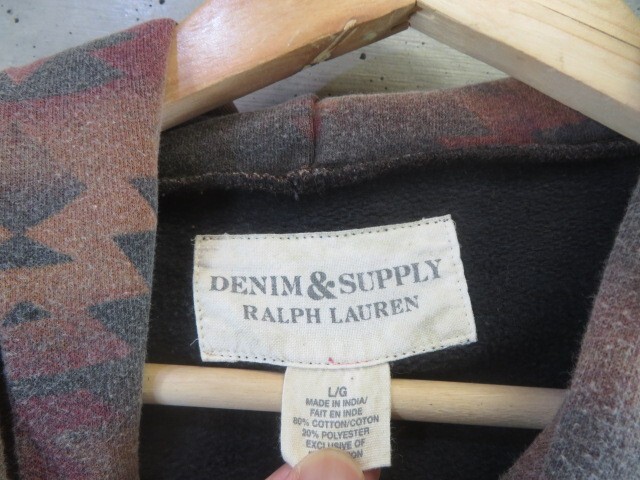 DENIM&SUPPLY
RALPH LAUREN
L/G
MADE IN INDIA/
FAIT EN INDE
80% COTTON/COTON
20% POLYESTER
EXCLUSIVE OF